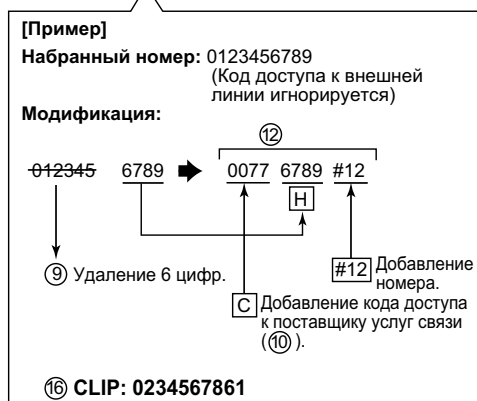 [Пример]
Набранный номер: 0123456789
(Код доступа к внешней
линии игнорируется)
Модификация:
⑫
012345 6789 ➡ 0077 6789 #12
H
⑨ Удаление 6 цифр.
#12 Добавление
номера.
C Добавление кода доступа
к поставщику услуг связи
(⑩ ).
⑯ CLIP: 0234567861